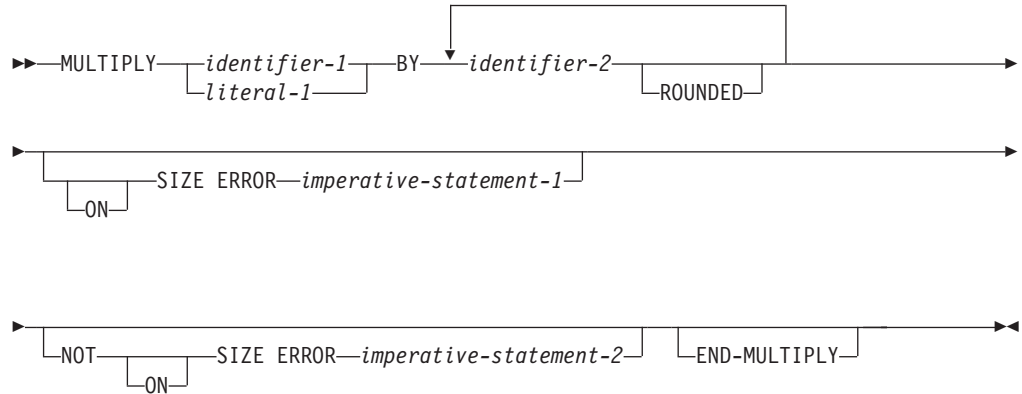 MULTIPLY identifier-1 BY identifier-2
literal-1 ROUNDED
SIZE ERROR imperative-statement-1
ON
NOT SIZE ERROR imperative-statement-2 END-MULTIPLY
ON